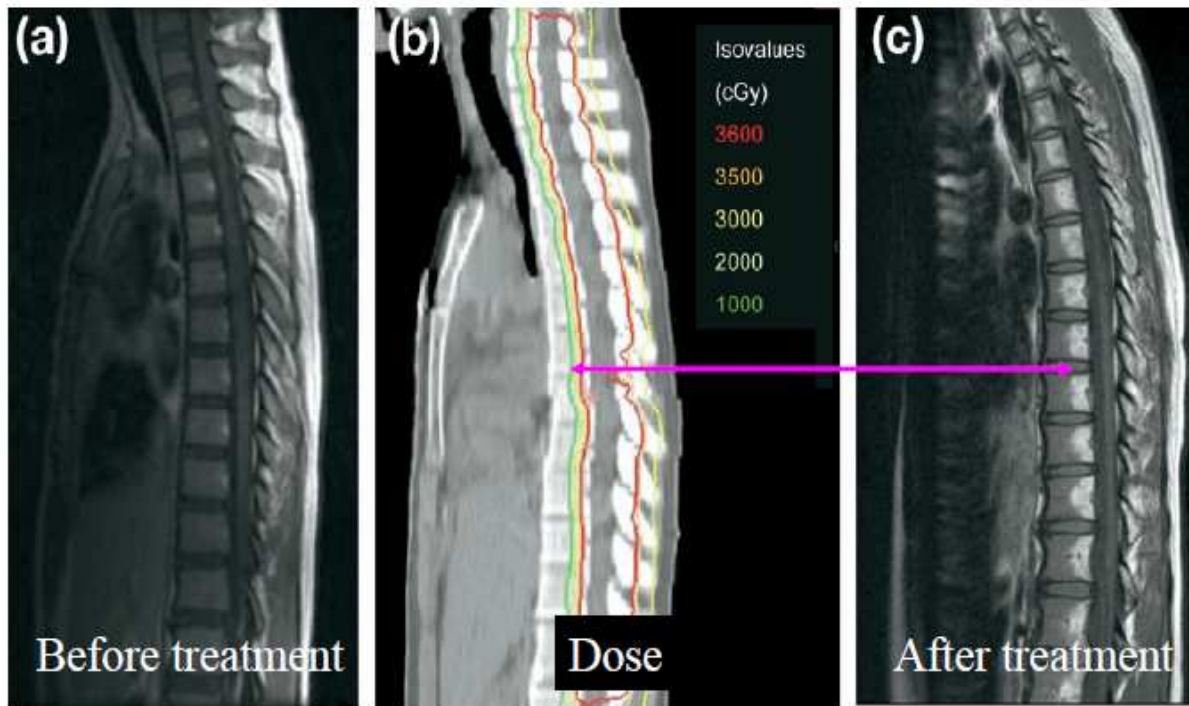 (a)
Before treatment
(b)
Isovalues
(cGy)
3600
3500
3000
2000
1000
Dose
(c)
After treatment